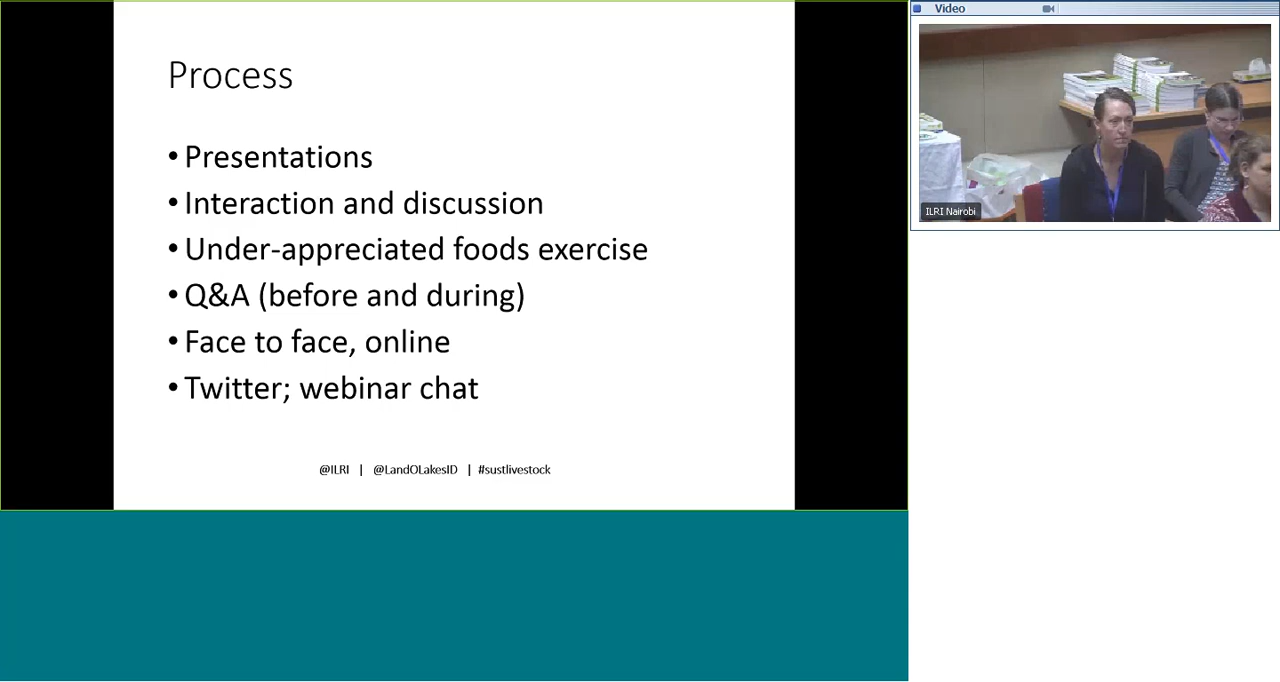 Process
• Presentations
• Interaction and discussion
• Under-appreciated foods exercise
• Q&A (before and during)
• Face to face, online
• Twitter; webinar chat
@ILRI | @LandOLakesID | #sustlivestock
Video
ILRI Nairobi